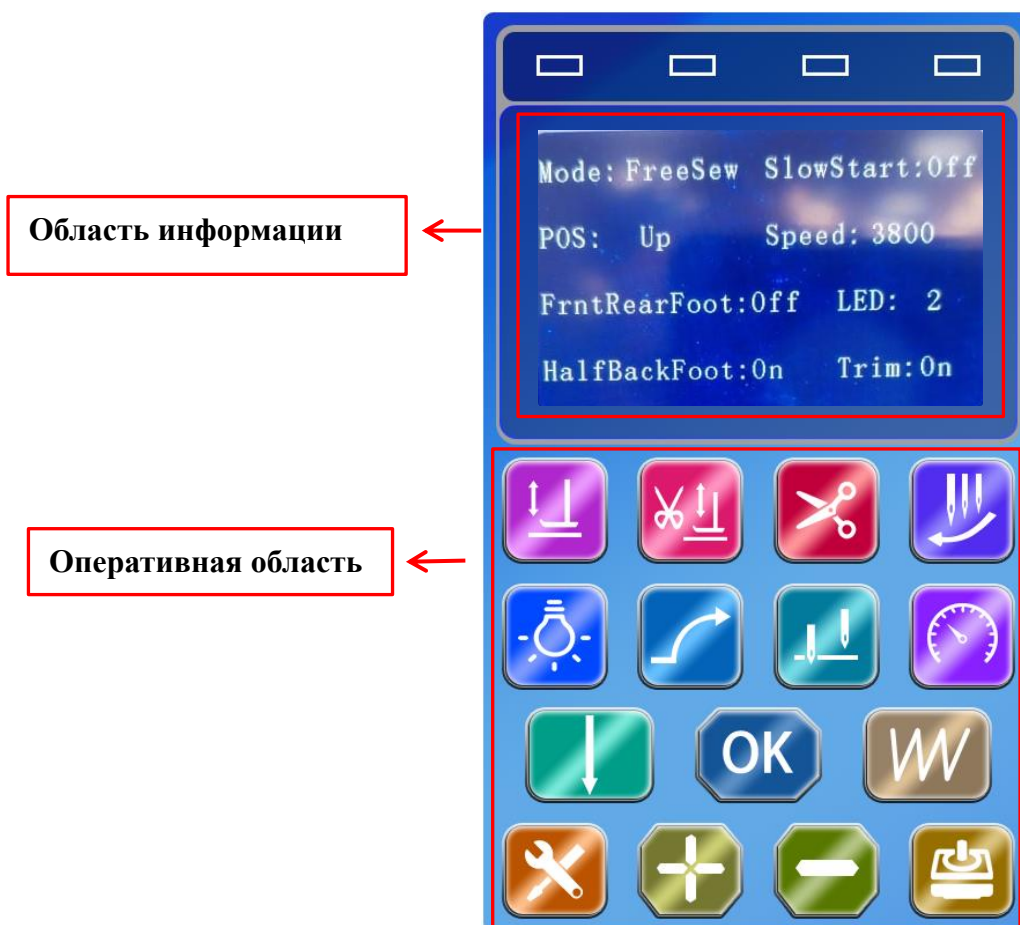 Mode: FreeSew SlowStart:Off
Область информации
POS: Up Speed: 3800
FrntRearFoot:Off LED: 2
HalfBackFoot:On Trim:On
Оперативная область
OK